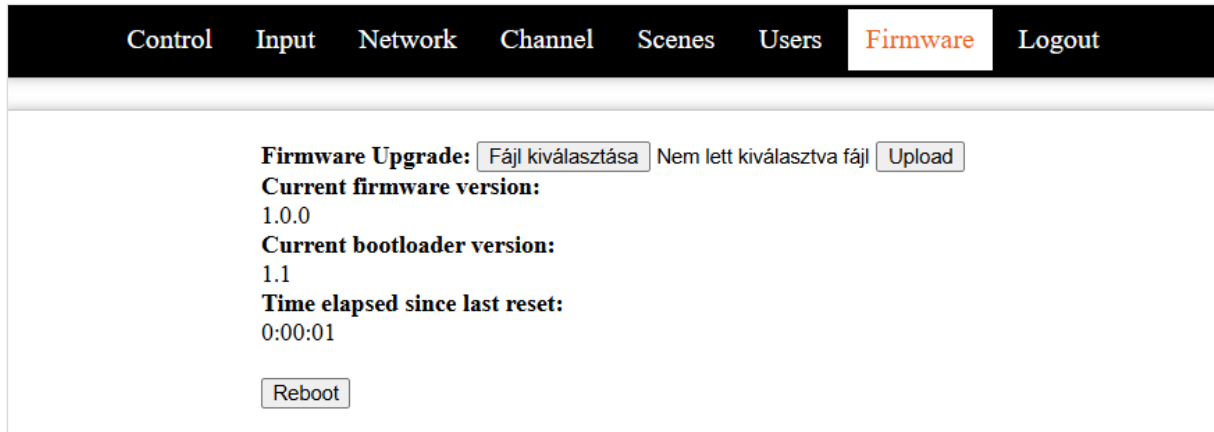 Control Input Network Channel Scenes Users Firmware Logout
Firmware Upgrade: Fájl kiválasztása Nem lett kiválasztva fájl Upload
Current firmware version:
1.0.0
Current bootloader version:
1.1
Time elapsed since last reset:
0:00:01
Reboot